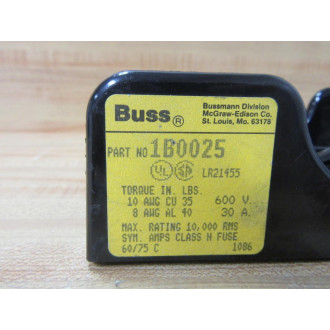 Buss®
Bussmann Division
McGraw-Edison Co.
St. Louis, Mo. 63178
PART NO 1B0025
UL SA LR21455
TORQUE IN. LBS.
10 AWG CU 35 600 V
8 AWG AL 40 30 A.
MAX. RATING 10,000 RMS
SYM. AMPS CLASS H FUSE
60/75 C 1086